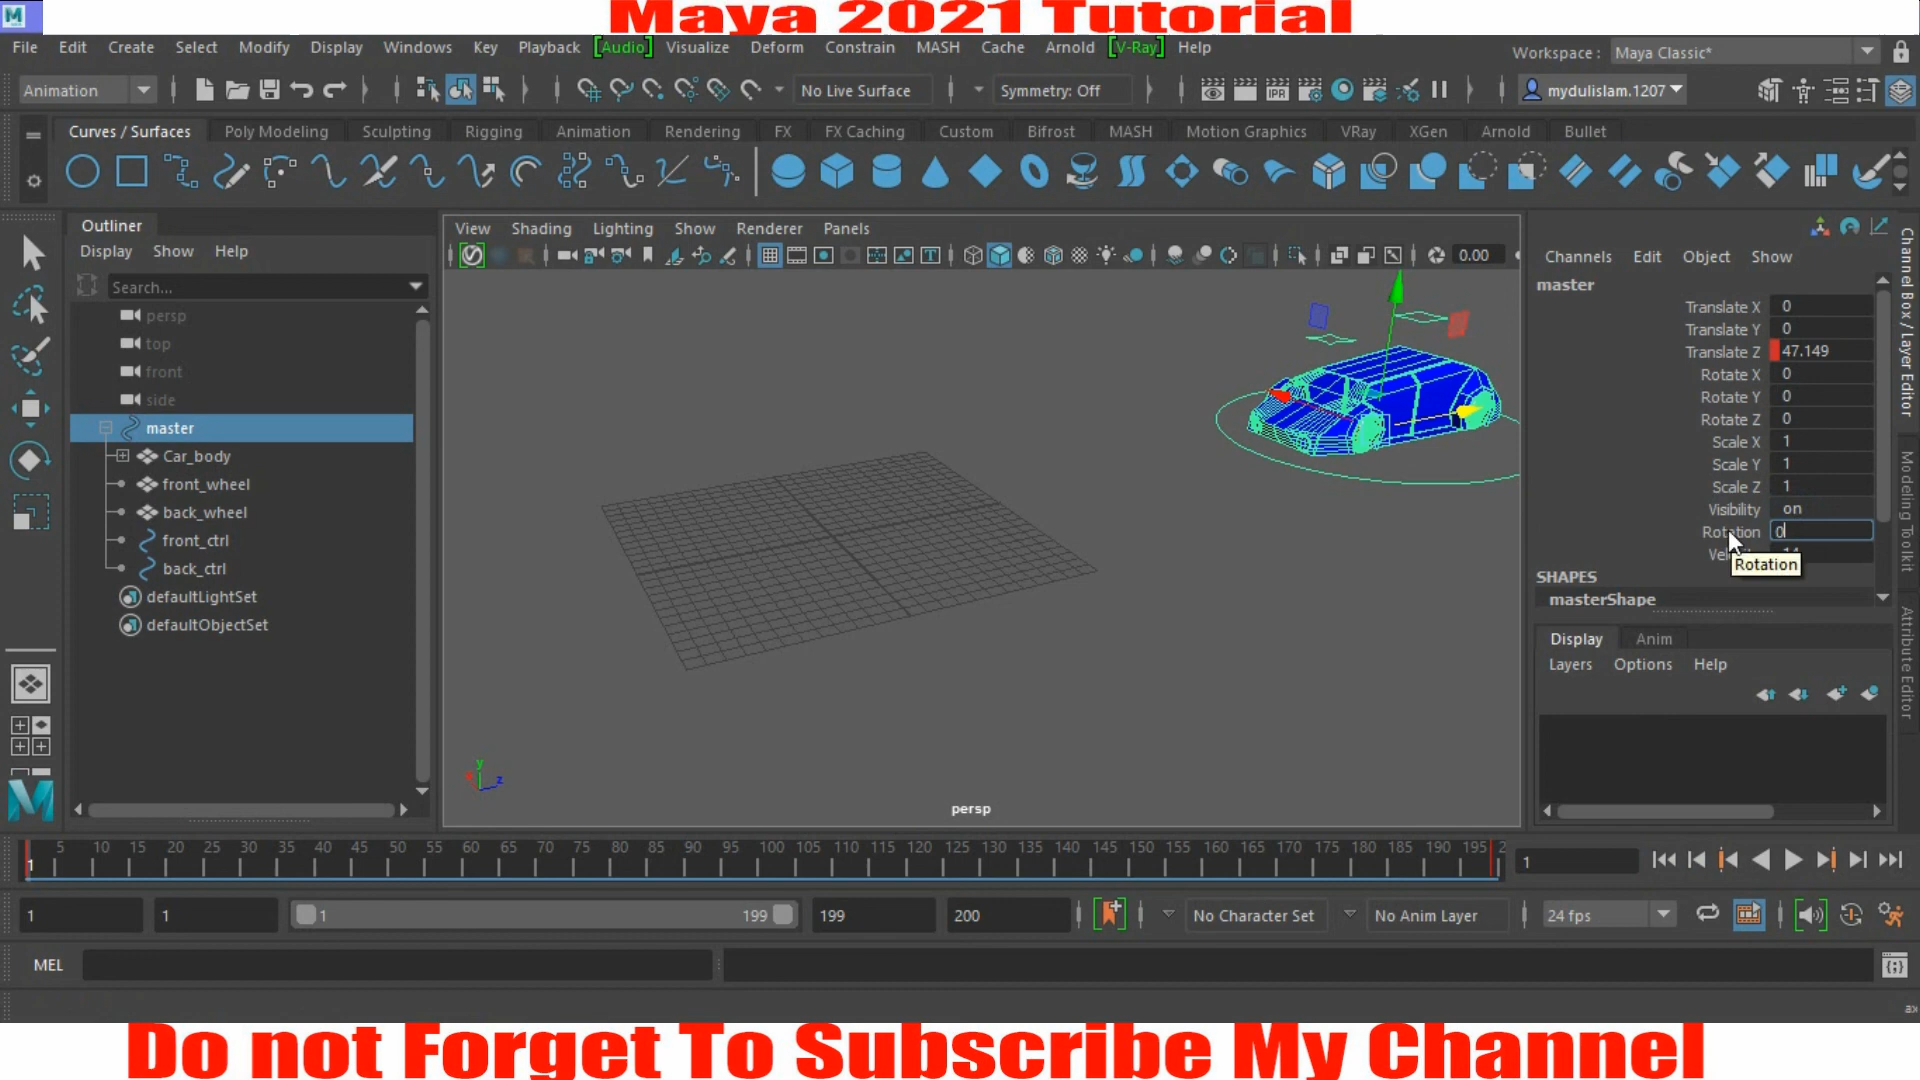 Maya 2021 Tutorial
File Edit Create Select Modify Display Windows Key Playback [Audio] Visualize Deform Constrain MASH Cache Arnold [V-Ray] Help
Workspace : Maya Classic*
Animation No Live Surface Symmetry: Off IPR mydulislam.1207
Curves / Surfaces Poly Modeling Sculpting Rigging Animation Rendering FX FX Caching Custom Bifrost MASH Motion Graphics VRay XGen Arnold Bullet
Outliner
Display Show Help
Search...
persp
top
front
side
master
Car_body
front_wheel
back_wheel
front_ctrl
back_ctrl
defaultLightSet
defaultObjectSet
View Shading Lighting Show Renderer Panels
0.00
y
z
persp
Channels Edit Object Show
master
Translate X 0
Translate Y 0
Translate Z 47.149
Rotate X 0
Rotate Y 0
Rotate Z 0
Scale X 1
Scale Y 1
Scale Z 1
Visibility on
Rotation 0
Rotation
SHAPES
masterShape
Display Anim
Layers Options Help
Channel Box / Layer Editor
Modeling Toolkit
Attribute Editor
1 5 10 15 20 25 30 35 40 45 50 55 60 65 70 75 80 85 90 95 100 105 110 115 120 125 130 135 140 145 150 155 160 165 170 175 180 185 190 195 2
1
1 1 1 199 199 200 No Character Set No Anim Layer 24 fps
MEL
Do not Forget To Subscribe My Channel